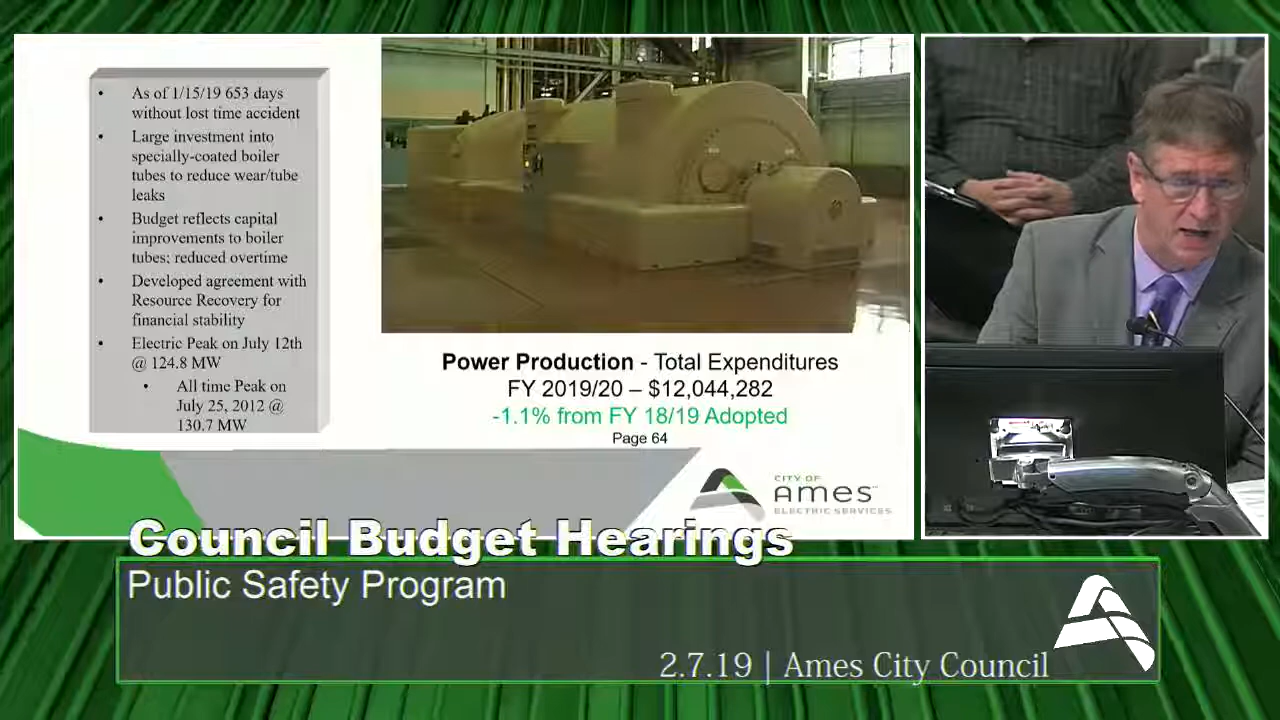 • As of 1/15/19 653 days
without lost time accident
• Large investment into
specially-coated boiler
tubes to reduce wear/tube
leaks
• Budget reflects capital
improvements to boiler
tubes; reduced overtime
• Developed agreement with
Resource Recovery for
financial stability
• Electric Peak on July 12th
@ 124.8 MW
• All time Peak on
July 25, 2012 @
130.7 MW
Power Production - Total Expenditures
FY 2019/20 – $12,044,282
-1.1% from FY 18/19 Adopted
Page 64
CITY OF
AMES™
ELECTRIC SERVICES
Council Budget Hearings
Public Safety Program
2.7.19 | Ames City Council